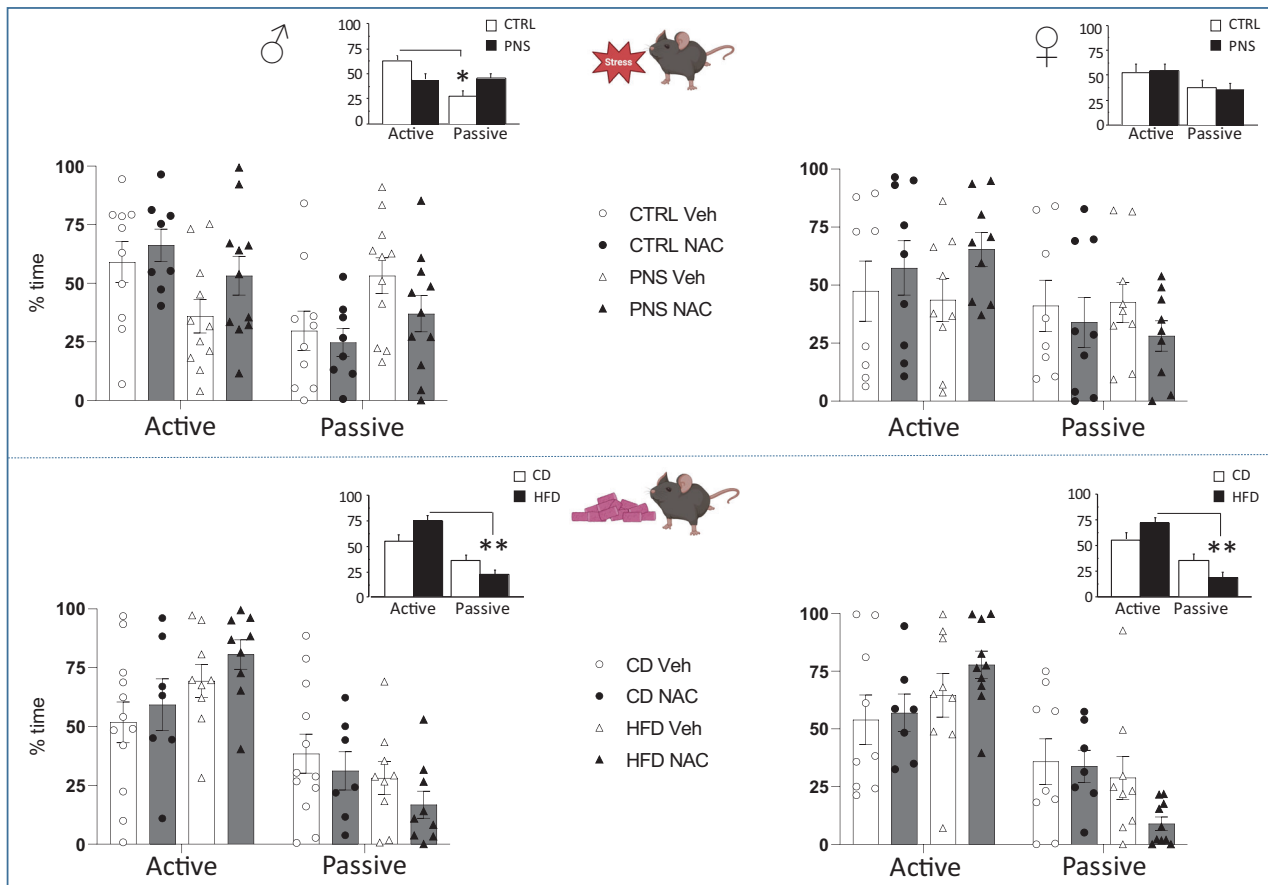 ♂
CTRL
PNS
100
75
50
25
0
*
Active Passive
Stress
♀
CTRL
PNS
100
75
50
25
0
Active Passive
% time
100
75
50
25
0
Active Passive
CTRL Veh
CTRL NAC
PNS Veh
PNS NAC
100
75
50
25
0
Active Passive
CD
HFD
100
75
50
25
0
**
Active Passive
CD
HFD
100
75
50
25
0
**
Active Passive
% time
100
75
50
25
0
Active Passive
CD Veh
CD NAC
HFD Veh
HFD NAC
100
75
50
25
0
Active Passive